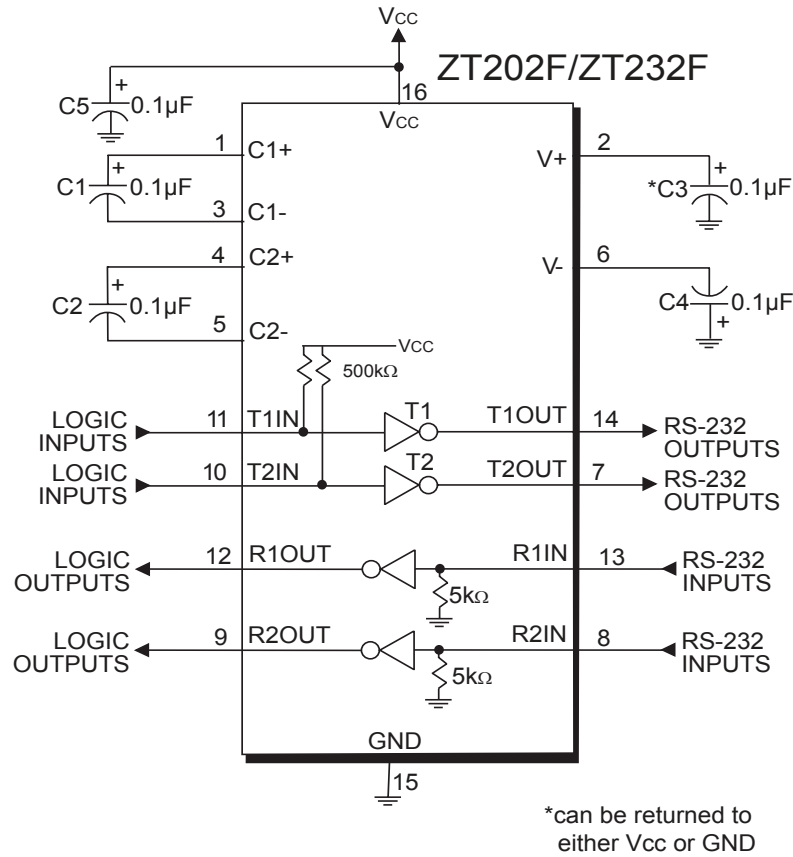 VCC
ZT202F/ZT232F
16
VCC
C5
+
0.1µF
1
C1+
C1
+
0.1µF
3
C1-
4
C2+
C2
+
0.1µF
5
C2-
2
V+
*C3
+
0.1µF
6
V-
C4
0.1µF
+
VCC
500kΩ
LOGIC
INPUTS
11
T1IN
T1
T1OUT
14
RS-232
OUTPUTS
LOGIC
INPUTS
10
T2IN
T2
T2OUT
7
RS-232
OUTPUTS
LOGIC
OUTPUTS
12
R1OUT
R1IN
13
RS-232
INPUTS
5kΩ
LOGIC
OUTPUTS
9
R2OUT
R2IN
8
RS-232
INPUTS
5kΩ
GND
15
*can be returned to
either Vcc or GND